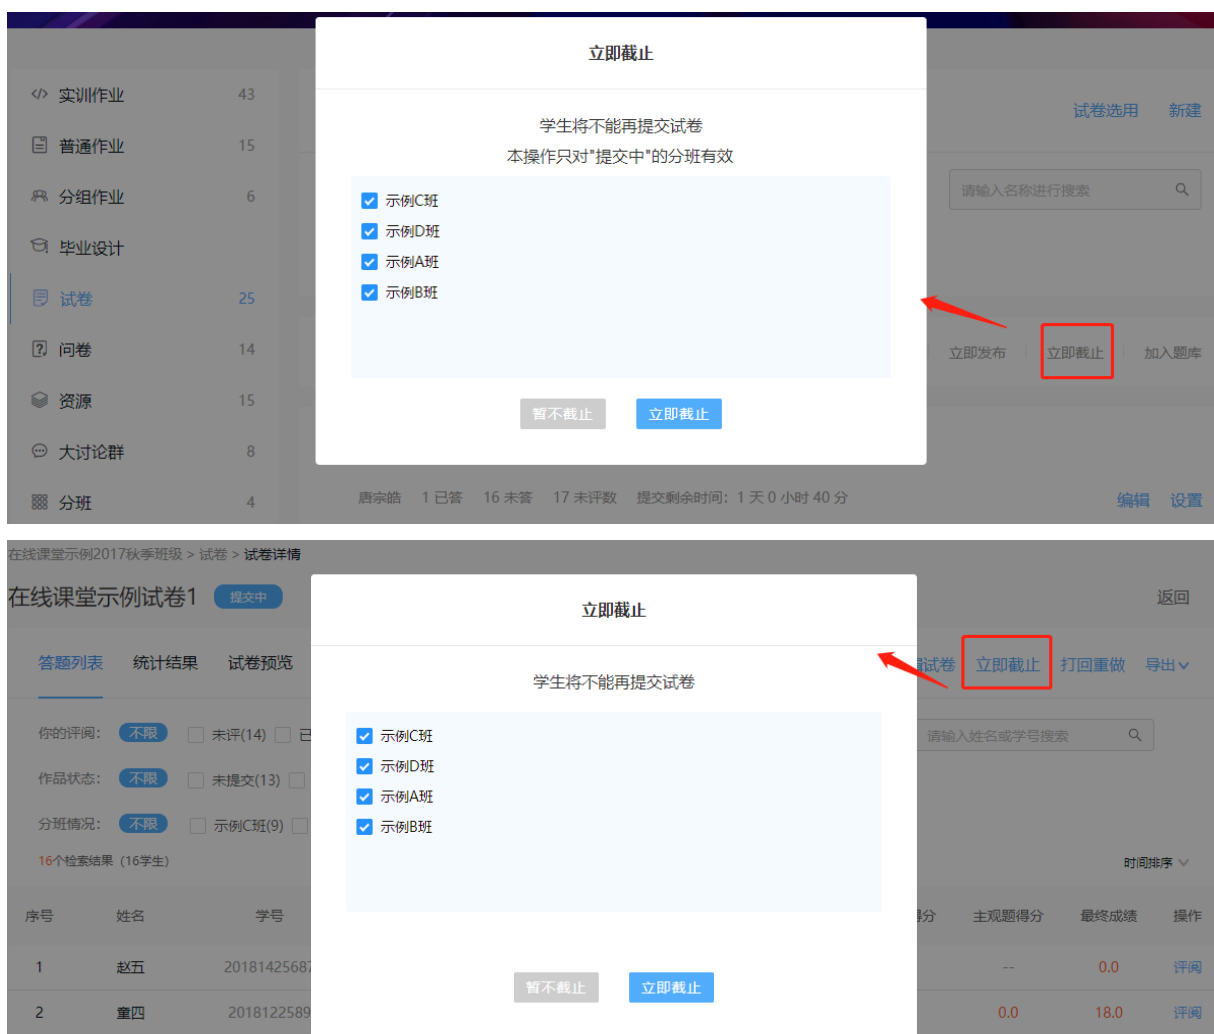 立即截止
实训作业 43
学生将不能再提交试卷
试卷选用 新建
普通作业 15
本操作只对"提交中"的分班有效
分组作业 6
示例C班
请输入名称进行搜索
示例D班
毕业设计
示例A班
试卷 25
示例B班
问卷 14
立即发布 立即截止 加入题库
资源 15
暂不截止 立即截止
大讨论群 8
分班 4
唐宗皓 1 已答 16 未答 17 未评数 提交剩余时间：1 天 0 小时 40 分
编辑 设置
在线课堂示例2017秋季班级 > 试卷 > 试卷详情
在线课堂示例试卷1 提交中
立即截止
返回
答题列表 统计结果 试卷预览
试卷 立即截止 打回重做 导出
学生将不能再提交试卷
你的评阅： 不限 未评(14) 已
示例C班
请输入姓名或学号搜索
示例D班
作品状态： 不限 未提交(13)
示例A班
分班情况： 不限 示例C班(9)
示例B班
16个检索结果（16学生）
时间排序
序号 姓名 学号
得分 主观题得分 最终成绩 操作
1 赵五 20181425687
-- 0.0 评阅
暂不截止 立即截止
2 童四 2018122589
0.0 18.0 评阅